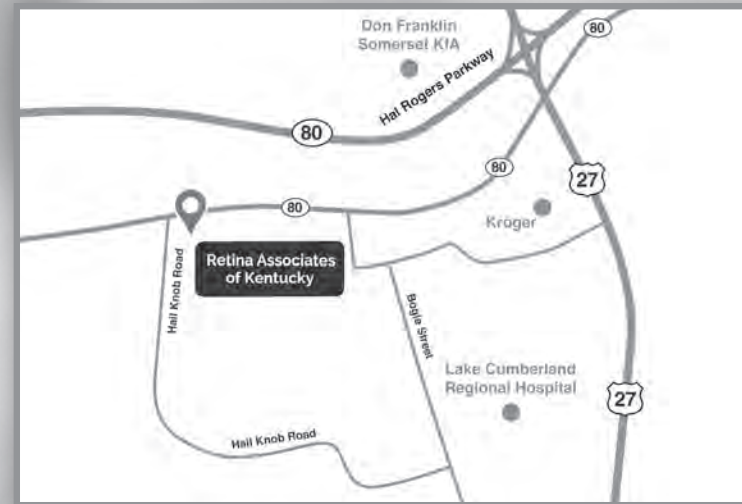 Don Franklin
Somerset KIA
Hal Rogers Parkway
80
80
80
80
27
Kroger
Retina Associates
of Kentucky
Hail Knob Road
Bogle Street
Lake Cumberland
Regional Hospital
27
Hail Knob Road